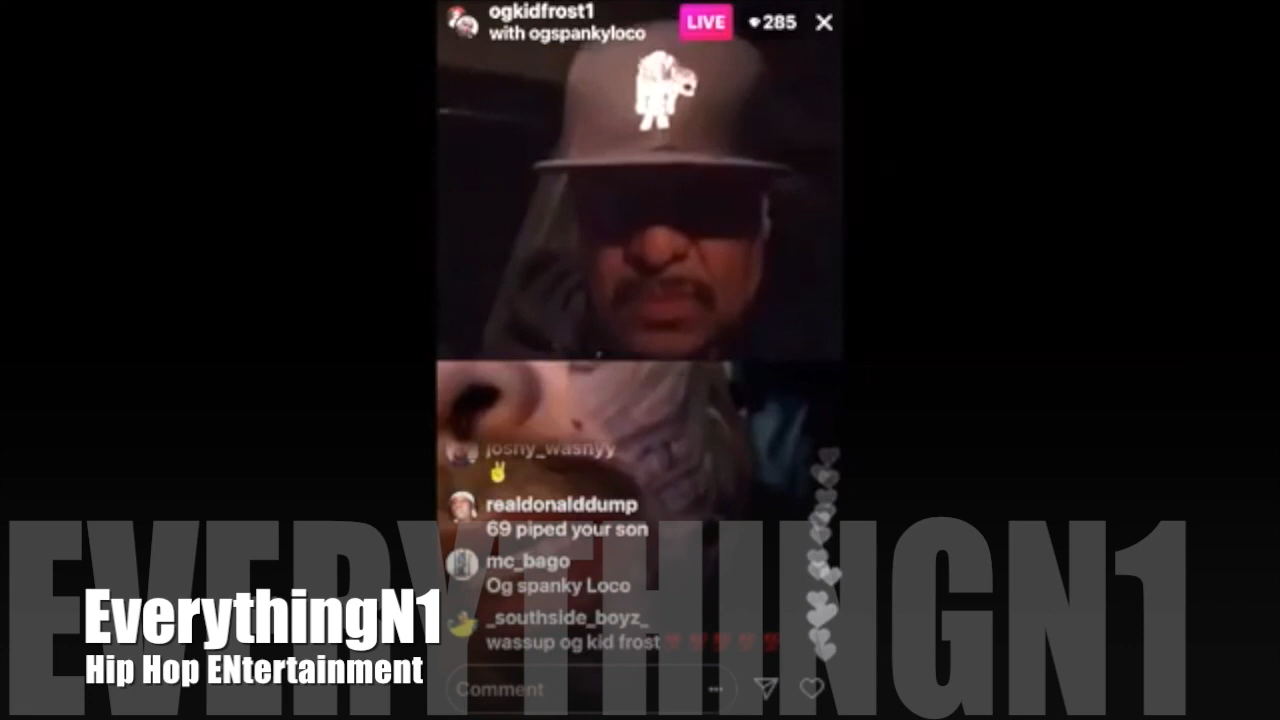 ogkidfrost1
with ogspankyloco
LIVE
285
joshy_washyy
realdonalddump
69 piped your son
mc_bago
Og spanky Loco
_southside_boyz_
wassup og kid frost
Comment
EVERYTHINGN1
EverythingN1
Hip Hop ENtertainment